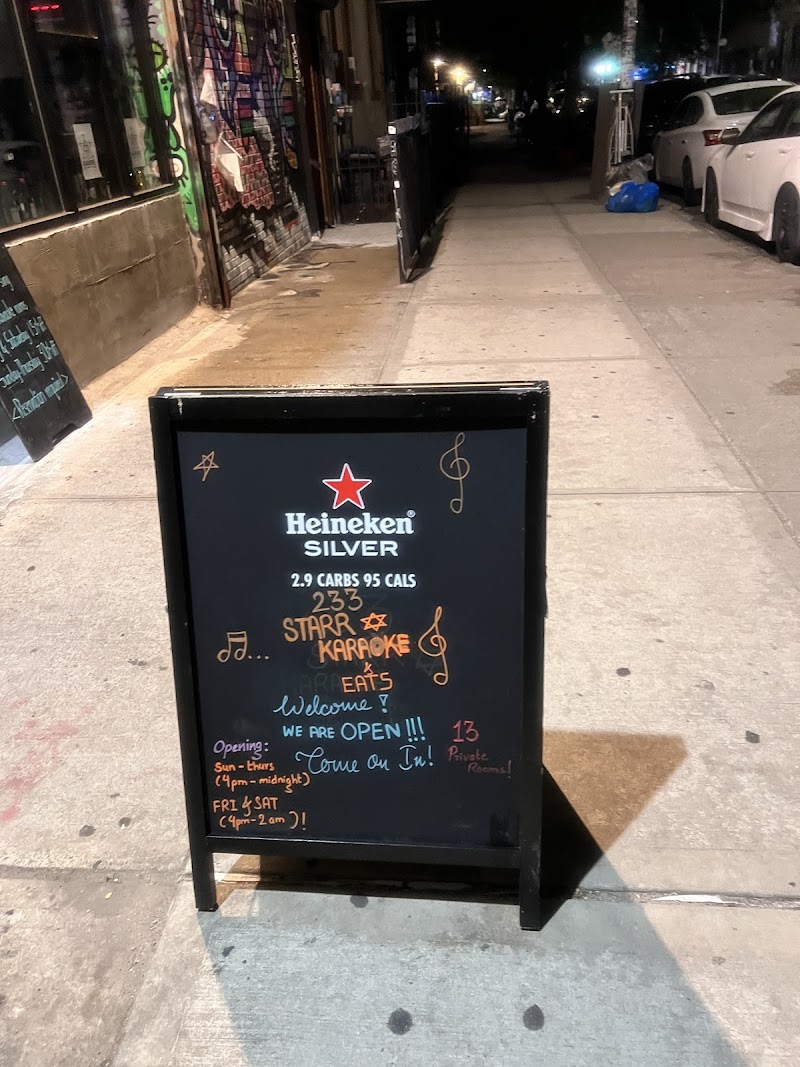 Heineken®
SILVER
2.9 CARBS 95 CALS
233
STARR
KARAOKE
&
EATS
Welcome!
WE ARE OPEN!!!
Come On In!
13
Private
Rooms!
Opening:
Sun-thurs
(4pm-midnight)
FRI & SAT
(4pm-2am)!